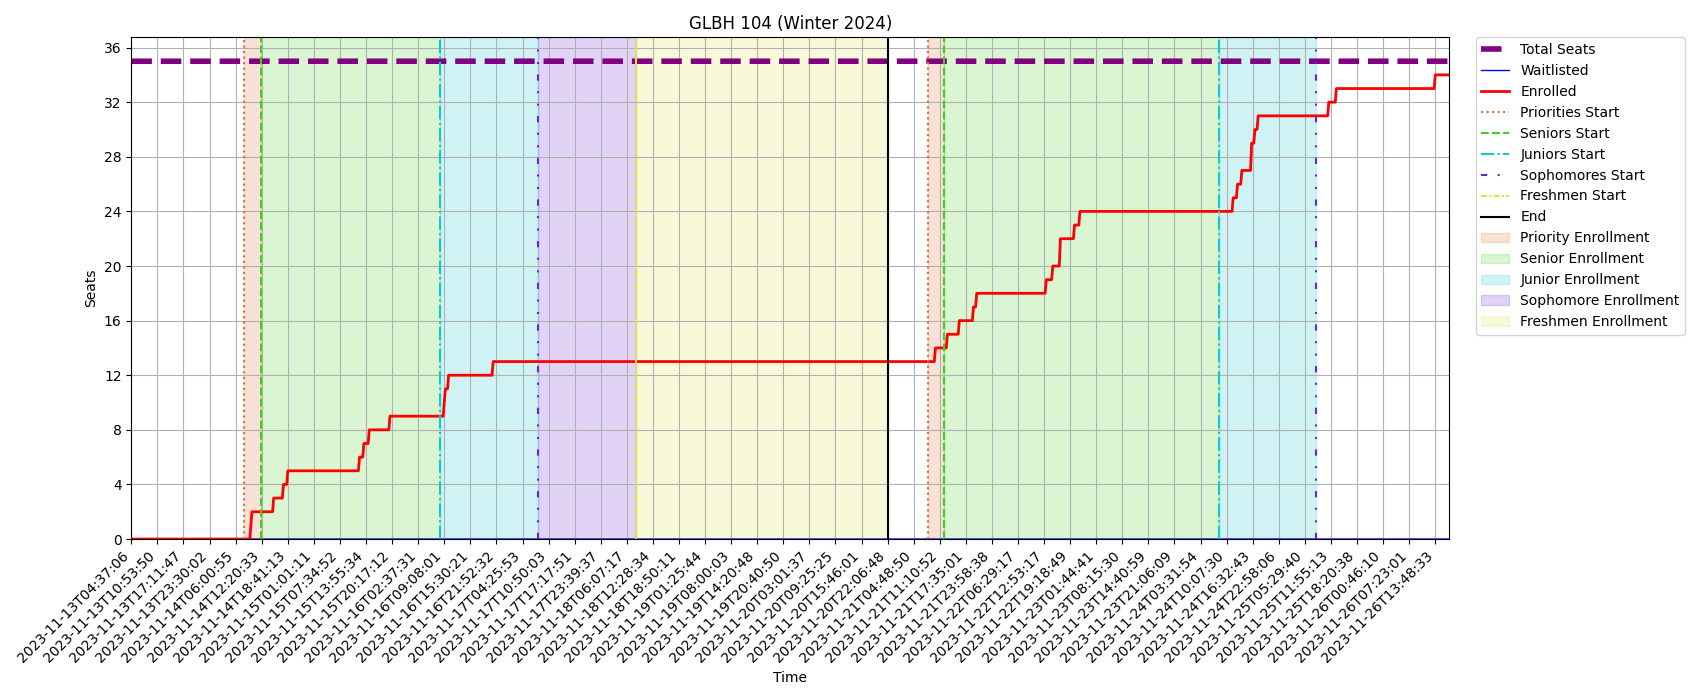 GLBH 104 (Winter 2024)
36
32
28
24
20
16
12
8
4
0
Seats
2023-11-13T04:37:06
2023-11-13T10:53:50
2023-11-13T17:11:47
2023-11-13T23:30:02
2023-11-14T06:00:55
2023-11-14T12:20:33
2023-11-14T18:41:13
2023-11-15T01:01:11
2023-11-15T07:34:52
2023-11-15T13:55:34
2023-11-15T20:17:12
2023-11-16T02:37:31
2023-11-16T09:08:01
2023-11-16T15:30:21
2023-11-16T21:52:32
2023-11-17T04:25:53
2023-11-17T10:50:03
2023-11-17T17:17:51
2023-11-17T23:39:37
2023-11-18T06:07:17
2023-11-18T12:28:34
2023-11-18T18:50:11
2023-11-19T01:25:44
2023-11-19T08:00:03
2023-11-19T14:20:48
2023-11-19T20:40:50
2023-11-20T03:01:37
2023-11-20T09:25:25
2023-11-20T15:46:01
2023-11-20T22:06:48
2023-11-21T04:48:50
2023-11-21T11:10:52
2023-11-21T17:35:01
2023-11-21T23:58:38
2023-11-22T06:29:17
2023-11-22T12:53:17
2023-11-22T19:18:49
2023-11-23T01:44:41
2023-11-23T08:15:30
2023-11-23T14:40:59
2023-11-23T21:06:09
2023-11-24T03:31:54
2023-11-24T10:07:30
2023-11-24T16:32:43
2023-11-24T22:58:06
2023-11-25T05:29:40
2023-11-25T11:55:13
2023-11-25T18:20:38
2023-11-26T00:46:10
2023-11-26T07:23:01
2023-11-26T13:48:33
Time
Total Seats
Waitlisted
Enrolled
Priorities Start
Seniors Start
Juniors Start
Sophomores Start
Freshmen Start
End
Priority Enrollment
Senior Enrollment
Junior Enrollment
Sophomore Enrollment
Freshmen Enrollment